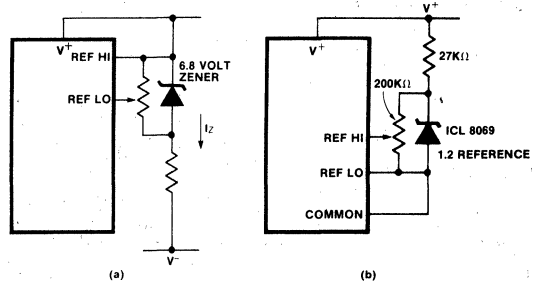 V+
REF HI
6.8 VOLT
ZENER
REF LO
IZ
V-
(a)
V+
V+
27KΩ
200KΩ
REF HI
ICL 8069
1.2 REFERENCE
REF LO
COMMON
(b)